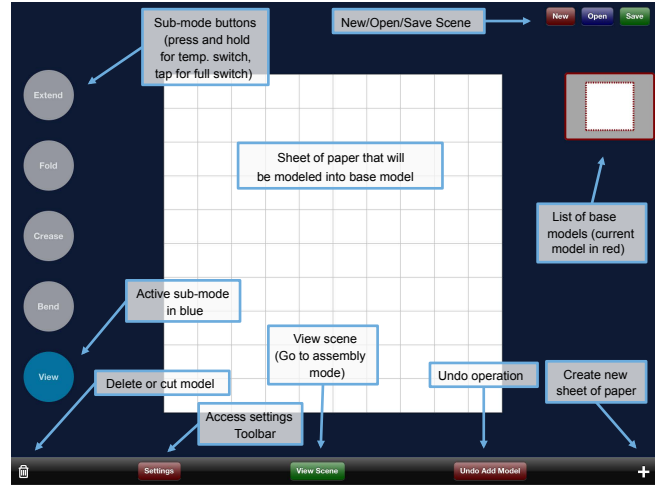 Sub-mode buttons
(press and hold
for temp. switch,
tap for full switch)
New/Open/Save Scene
New
Open
Save
Extend
Fold
Crease
Bend
View
Sheet of paper that will
be modeled into base model
List of base
models (current
model in red)
Active sub-mode
in blue
View scene
(Go to assembly
mode)
Delete or cut model
Undo operation
Create new
sheet of paper
Access settings
Toolbar
Settings
View Scene
Undo Add Model